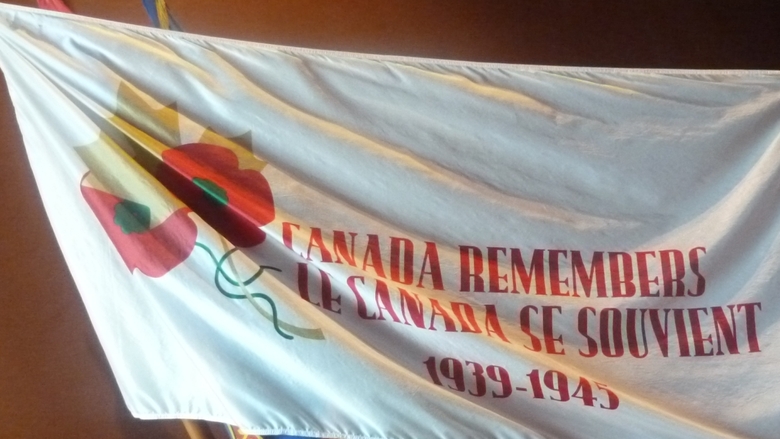 CANADA REMEMBERS
LE CANADA SE SOUVIENT
1939-1945